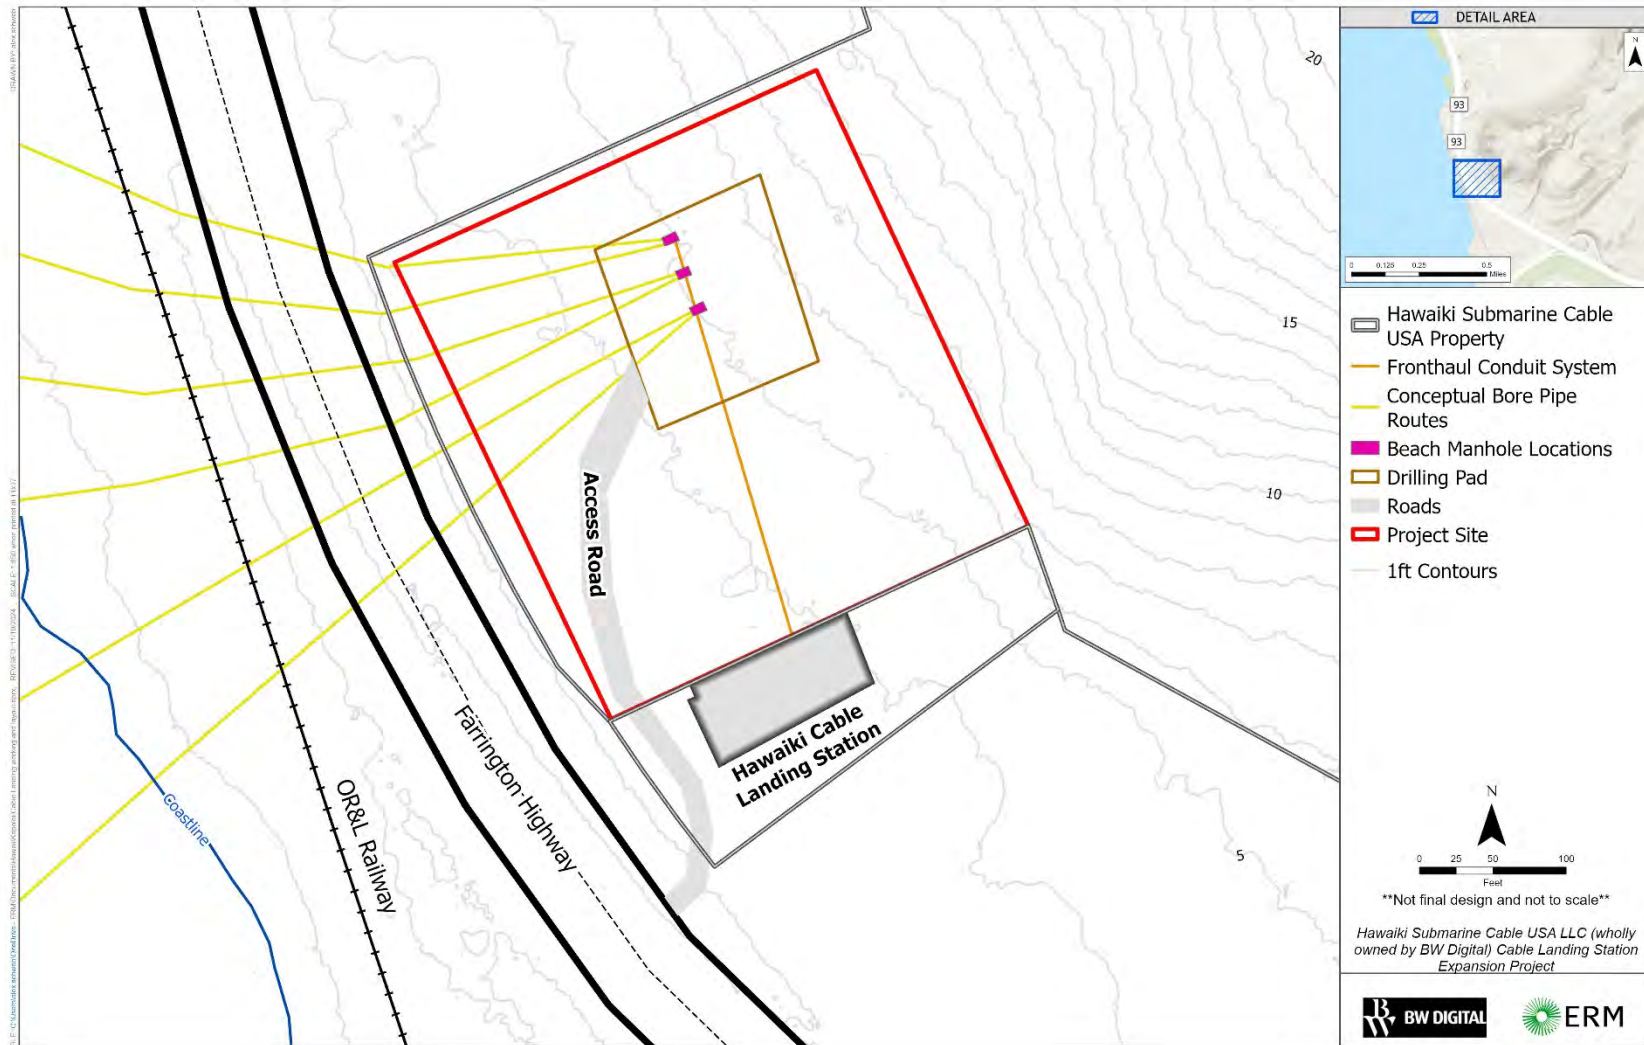 DETAIL AREA
N
93
93
0 0.125 0.25 0.5
Miles
20
15
10
5
Access Road
Hawaiki Cable
Landing Station
Farrington Highway
OR&L Railway
Coastline
Hawaiki Submarine Cable
USA Property
Fronthaul Conduit System
Conceptual Bore Pipe
Routes
Beach Manhole Locations
Drilling Pad
Roads
Project Site
1ft Contours
N
0 25 50 100
Feet
**Not final design and not to scale**
Hawaiki Submarine Cable USA LLC (wholly
owned by BW Digital) Cable Landing Station
Expansion Project
BW
BW DIGITAL
ERM